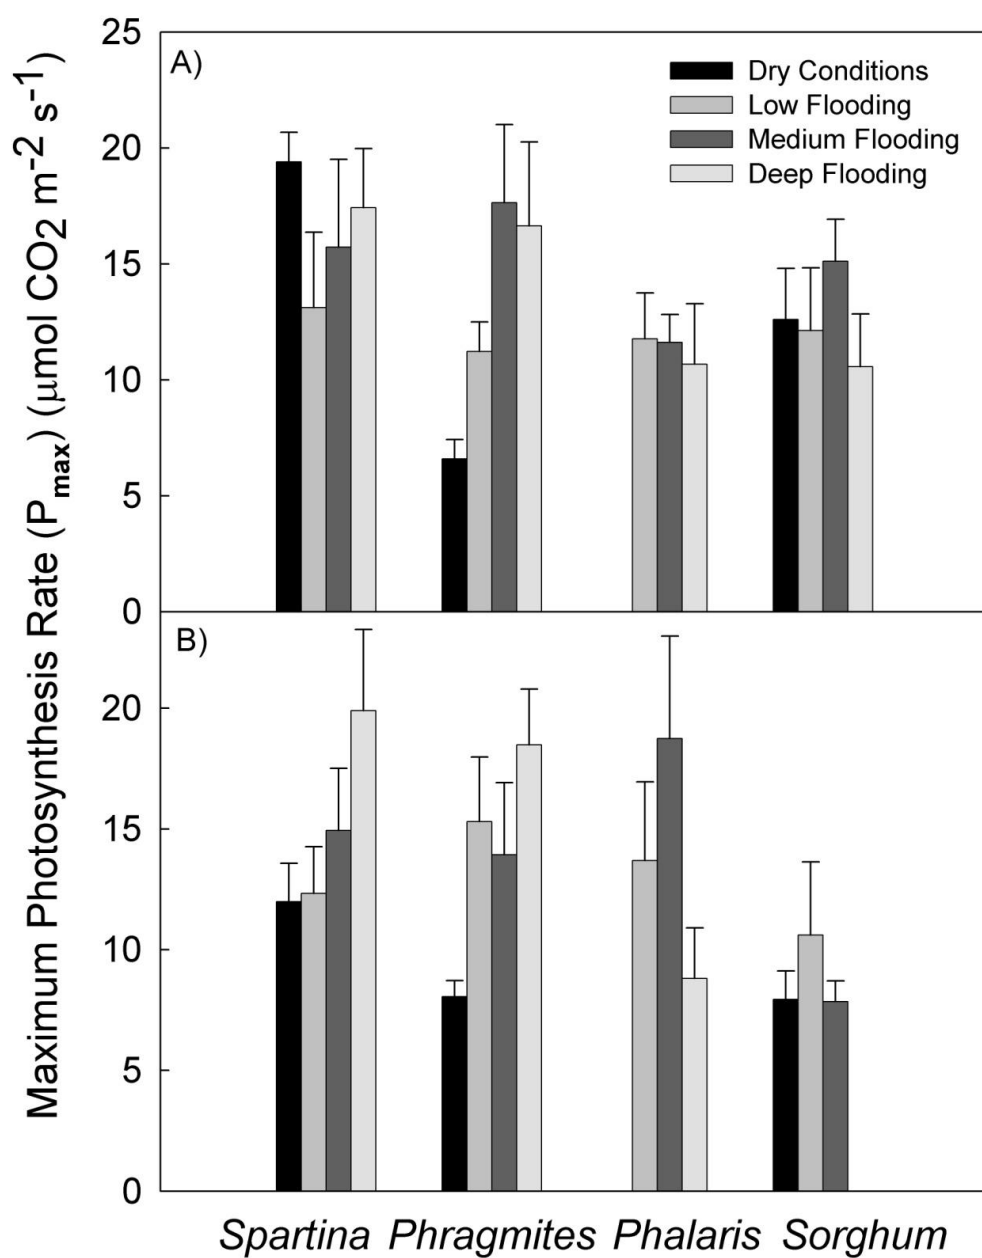 Maximum Photosynthesis Rate (Pmax) (μmol CO2 m-2 s-1)
25
20
15
10
5
0
A)
Dry Conditions
Low Flooding
Medium Flooding
Deep Flooding
B)
20
15
10
5
0
Spartina Phragmites Phalaris Sorghum